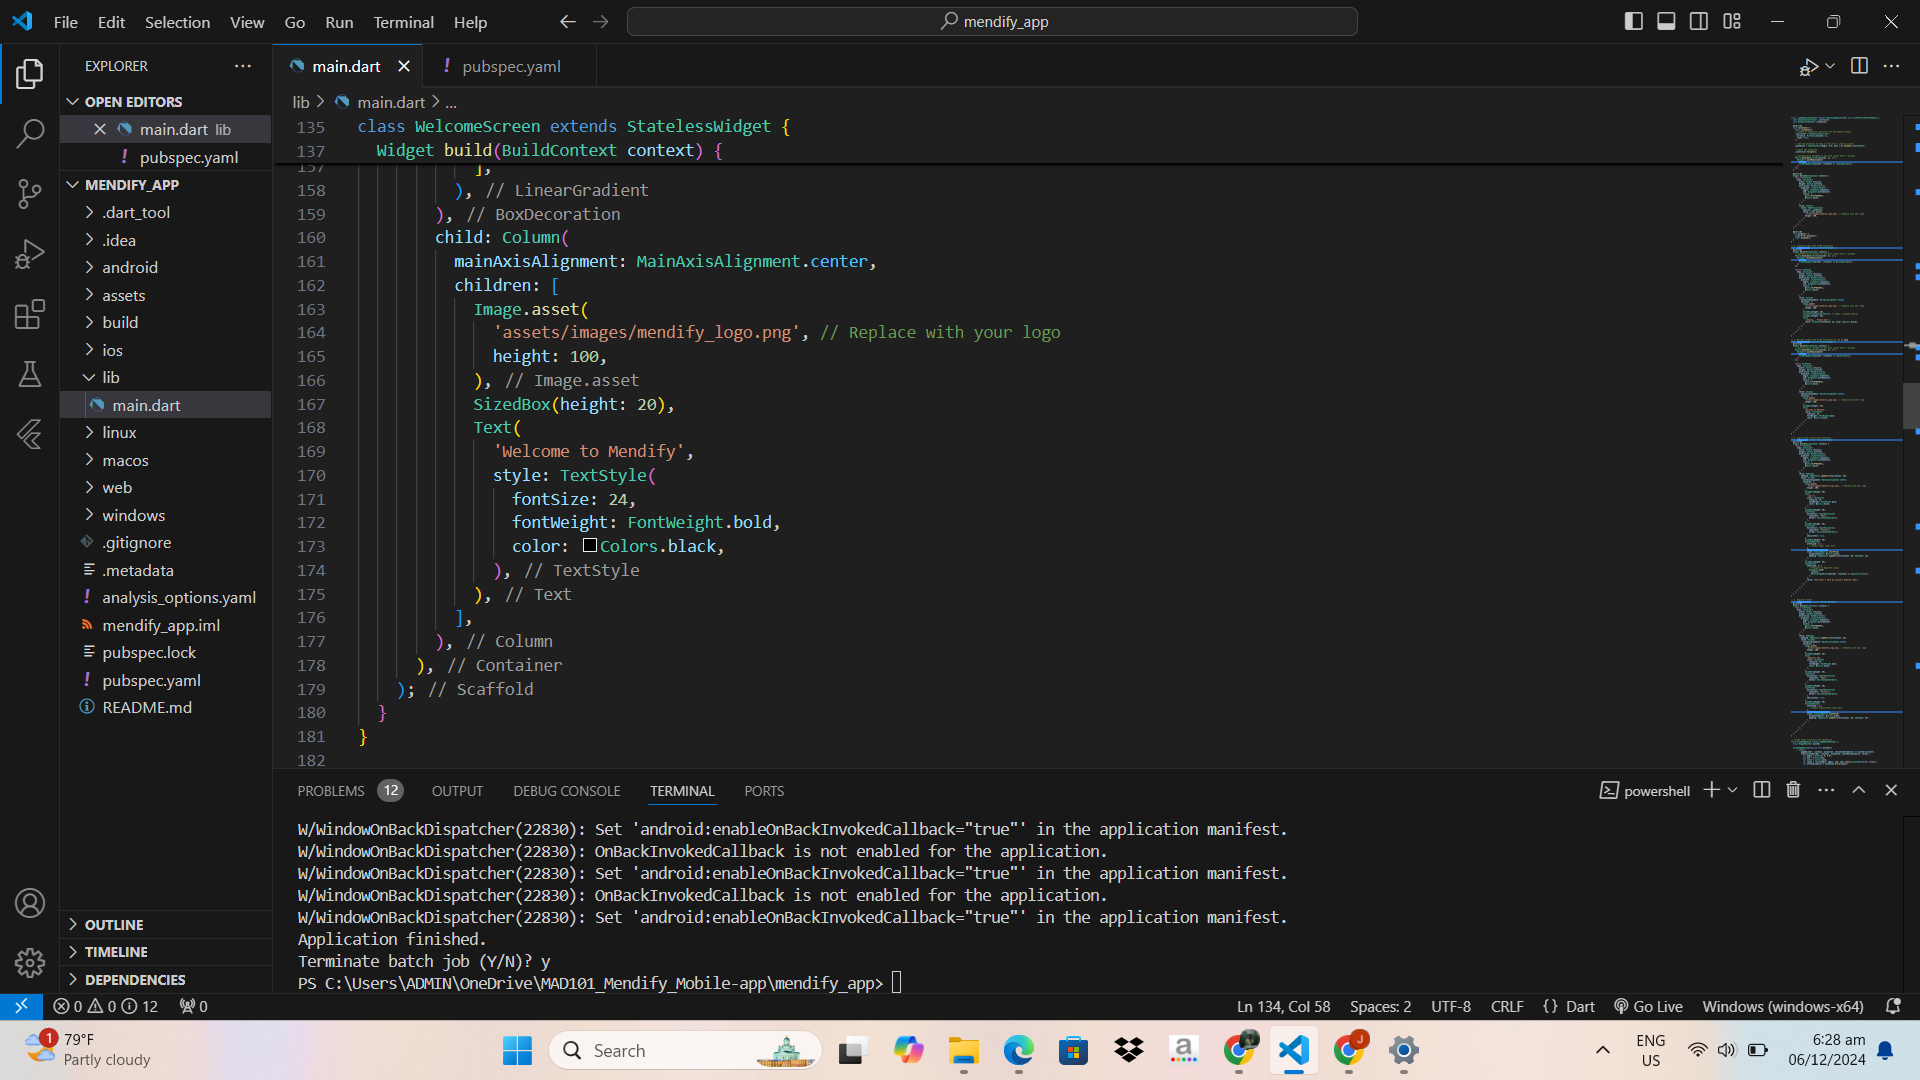 File Edit Selection View Go Run Terminal Help
mendify_app
EXPLORER
OPEN EDITORS
main.dart lib
pubspec.yaml
MENDIFY_APP
.dart_tool
.idea
android
assets
build
ios
lib
main.dart
linux
macos
web
windows
.gitignore
.metadata
analysis_options.yaml
mendify_app.iml
pubspec.lock
pubspec.yaml
README.md
OUTLINE
TIMELINE
DEPENDENCIES
main.dart
! pubspec.yaml
lib > main.dart > ...
135 class WelcomeScreen extends StatelessWidget {
137 Widget build(BuildContext context) {
157 ],
158 ), // LinearGradient
159 ), // BoxDecoration
160 child: Column(
161 mainAxisAlignment: MainAxisAlignment.center,
162 children: [
163 Image.asset(
164 'assets/images/mendify_logo.png', // Replace with your logo
165 height: 100,
166 ), // Image.asset
167 SizedBox(height: 20),
168 Text(
169 'Welcome to Mendify',
170 style: TextStyle(
171 fontSize: 24,
172 fontWeight: FontWeight.bold,
173 color: Colors.black,
174 ), // TextStyle
175 ), // Text
176 ],
177 ), // Column
178 ), // Container
179 ); // Scaffold
180 }
181 }
182
PROBLEMS 12 OUTPUT DEBUG CONSOLE TERMINAL PORTS
powershell
W/WindowOnBackDispatcher(22830): Set 'android:enableOnBackInvokedCallback="true"' in the application manifest.
W/WindowOnBackDispatcher(22830): OnBackInvokedCallback is not enabled for the application.
W/WindowOnBackDispatcher(22830): Set 'android:enableOnBackInvokedCallback="true"' in the application manifest.
W/WindowOnBackDispatcher(22830): OnBackInvokedCallback is not enabled for the application.
W/WindowOnBackDispatcher(22830): Set 'android:enableOnBackInvokedCallback="true"' in the application manifest.
Application finished.
Terminate batch job (Y/N)? y
PS C:\Users\ADMIN\OneDrive\MAD101_Mendify_Mobile-app\mendify_app>
0 0 12 0
Ln 134, Col 58 Spaces: 2 UTF-8 CRLF {} Dart Go Live Windows (windows-x64)
1
79°F
Partly cloudy
Search
a
J
ENG
US
6:28 am
06/12/2024